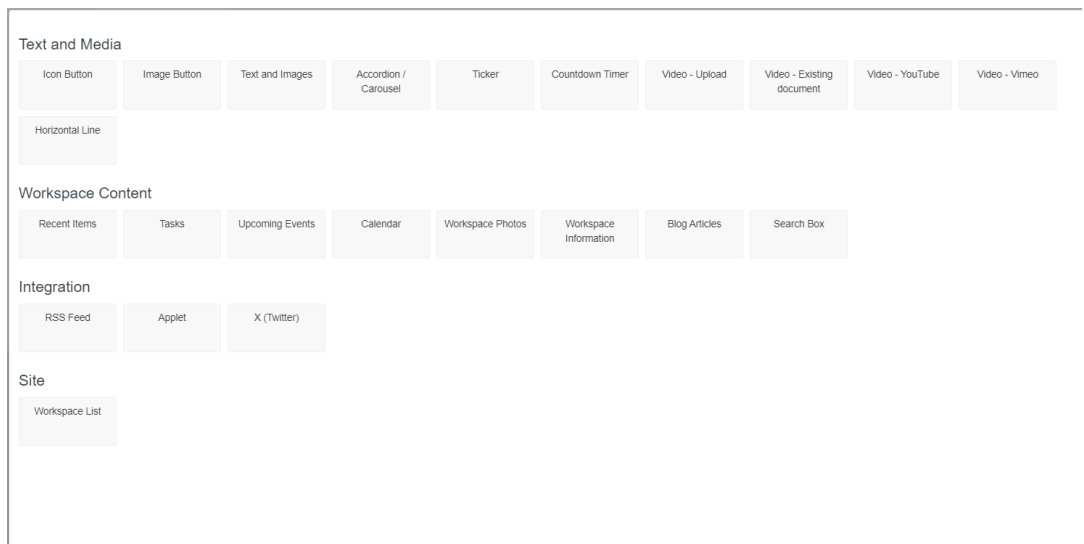 Text and Media
Icon Button
Image Button
Text and Images
Accordion /
Carousel
Ticker
Countdown Timer
Video - Upload
Video - Existing
document
Video - YouTube
Video - Vimeo
Horizontal Line
Workspace Content
Recent Items
Tasks
Upcoming Events
Calendar
Workspace Photos
Workspace
Information
Blog Articles
Search Box
Integration
RSS Feed
Applet
X (Twitter)
Site
Workspace List